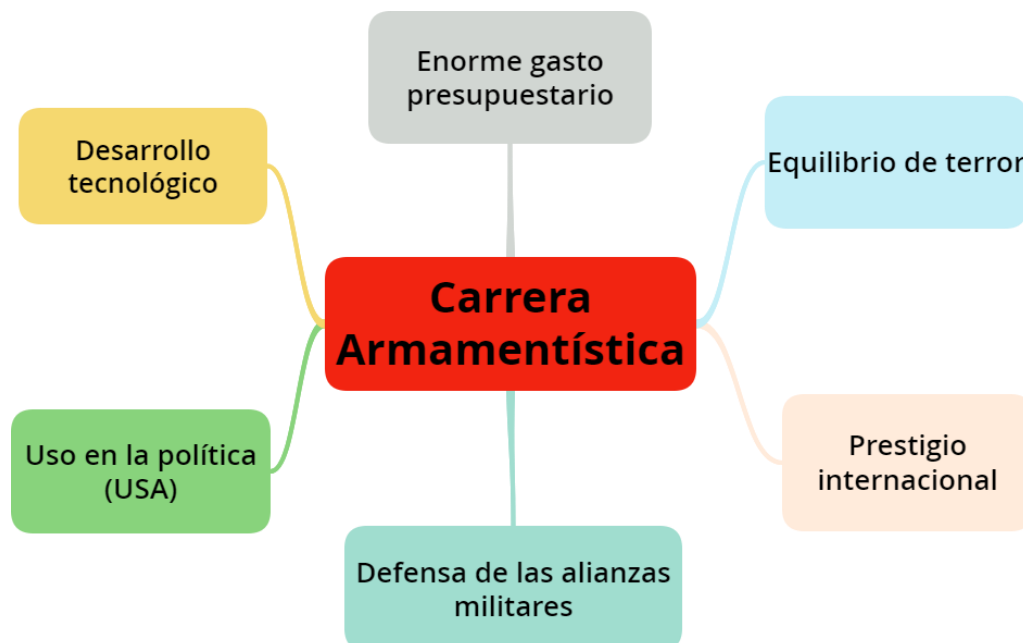 Enorme gasto
presupuestario
Desarrollo
tecnológico
Equilibrio de terror
Carrera
Armamentística
Uso en la política
(USA)
Prestigio
internacional
Defensa de las alianzas
militares